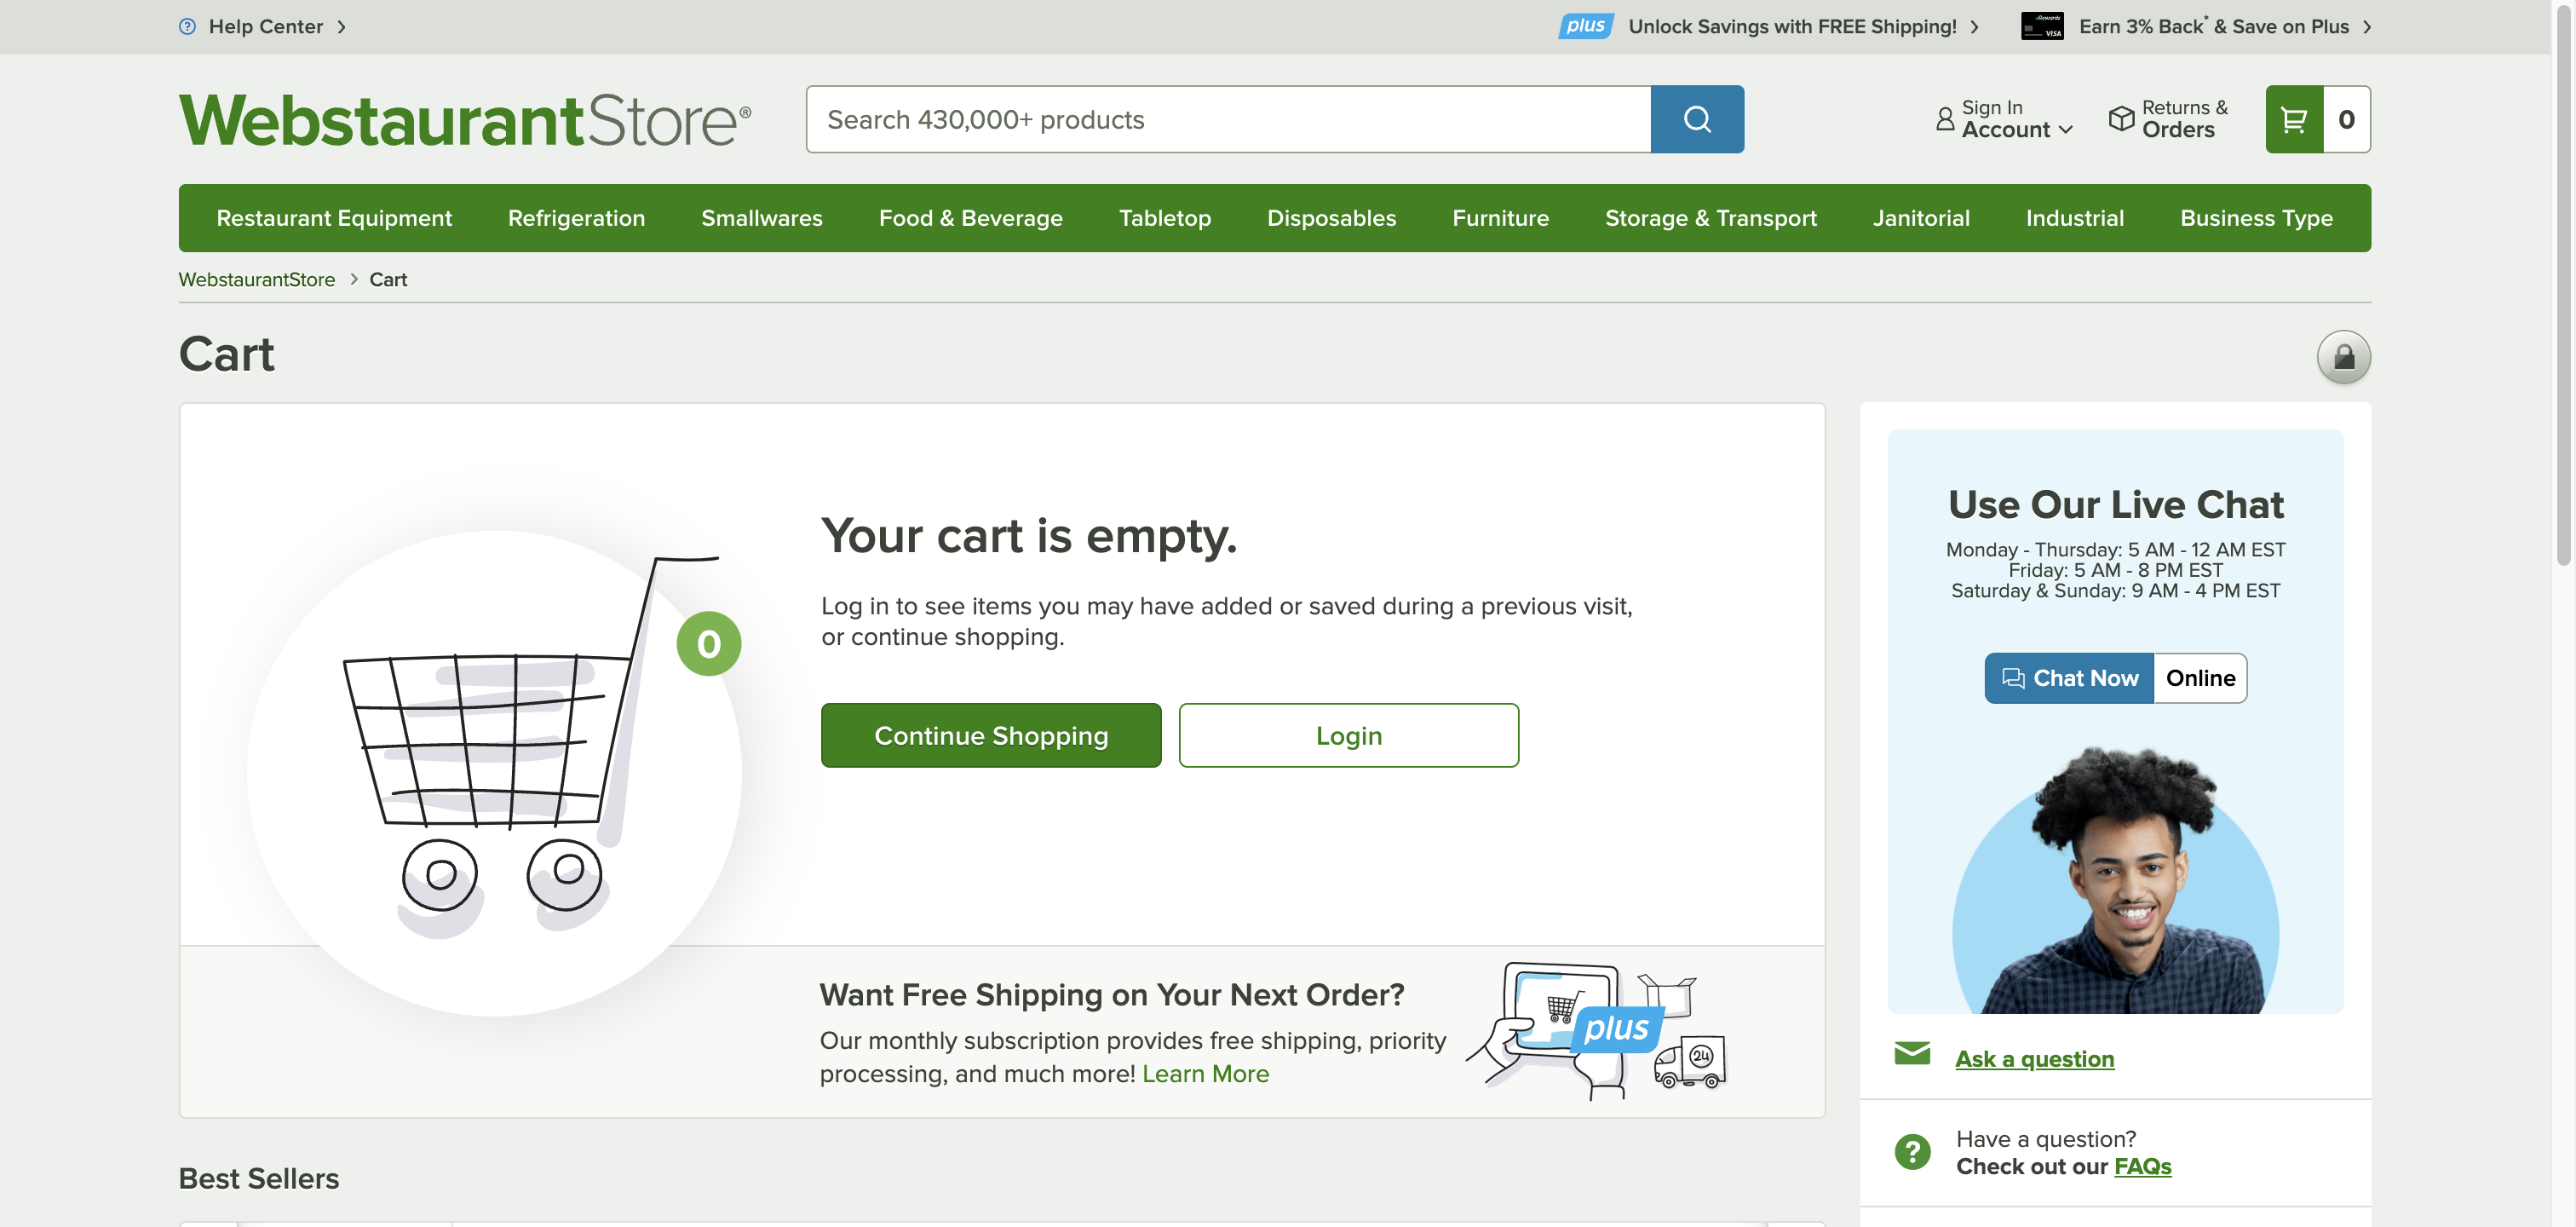 Help Center
plus Unlock Savings with FREE Shipping!
Rewards VISA Earn 3% Back* & Save on Plus
WebstaurantStore®
Search 430,000+ products
Sign In
Account
Returns &
Orders
0
Restaurant Equipment Refrigeration Smallwares Food & Beverage Tabletop Disposables Furniture Storage & Transport Janitorial Industrial Business Type
WebstaurantStore > Cart
Cart
0
Your cart is empty.
Log in to see items you may have added or saved during a previous visit,
or continue shopping.
Continue Shopping Login
Want Free Shipping on Your Next Order?
Our monthly subscription provides free shipping, priority
processing, and much more! Learn More
plus
24
Use Our Live Chat
Monday - Thursday: 5 AM - 12 AM EST
Friday: 5 AM - 8 PM EST
Saturday & Sunday: 9 AM - 4 PM EST
Chat Now Online
Ask a question
Have a question?
Check out our FAQs
Best Sellers